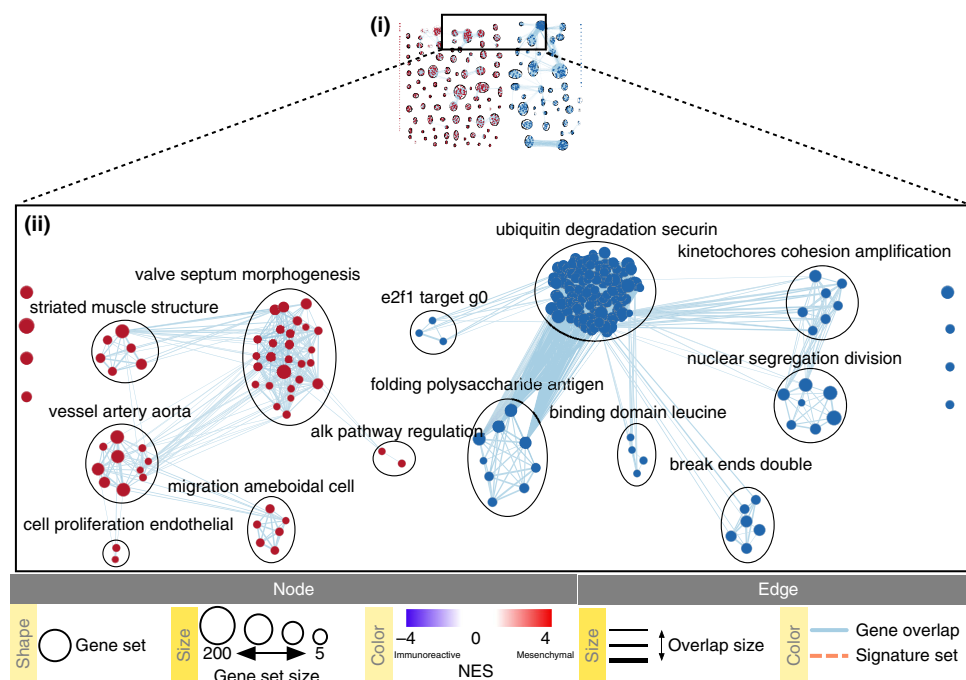 (i)
(ii)
ubiquitin degradation securin
kinetochores cohesion amplification
valve septum morphogenesis
e2f1 target g0
striated muscle structure
nuclear segregation division
folding polysaccharide antigen
vessel artery aorta
binding domain leucine
alk pathway regulation
break ends double
migration ameboidal cell
cell proliferation endothelial
Node
Edge
Shape
Gene set
Size
200
5
Gene set size
Color
–4
0
4
Immunoreactive
Mesenchymal
NES
Size
Overlap size
Color
Gene overlap
Signature set